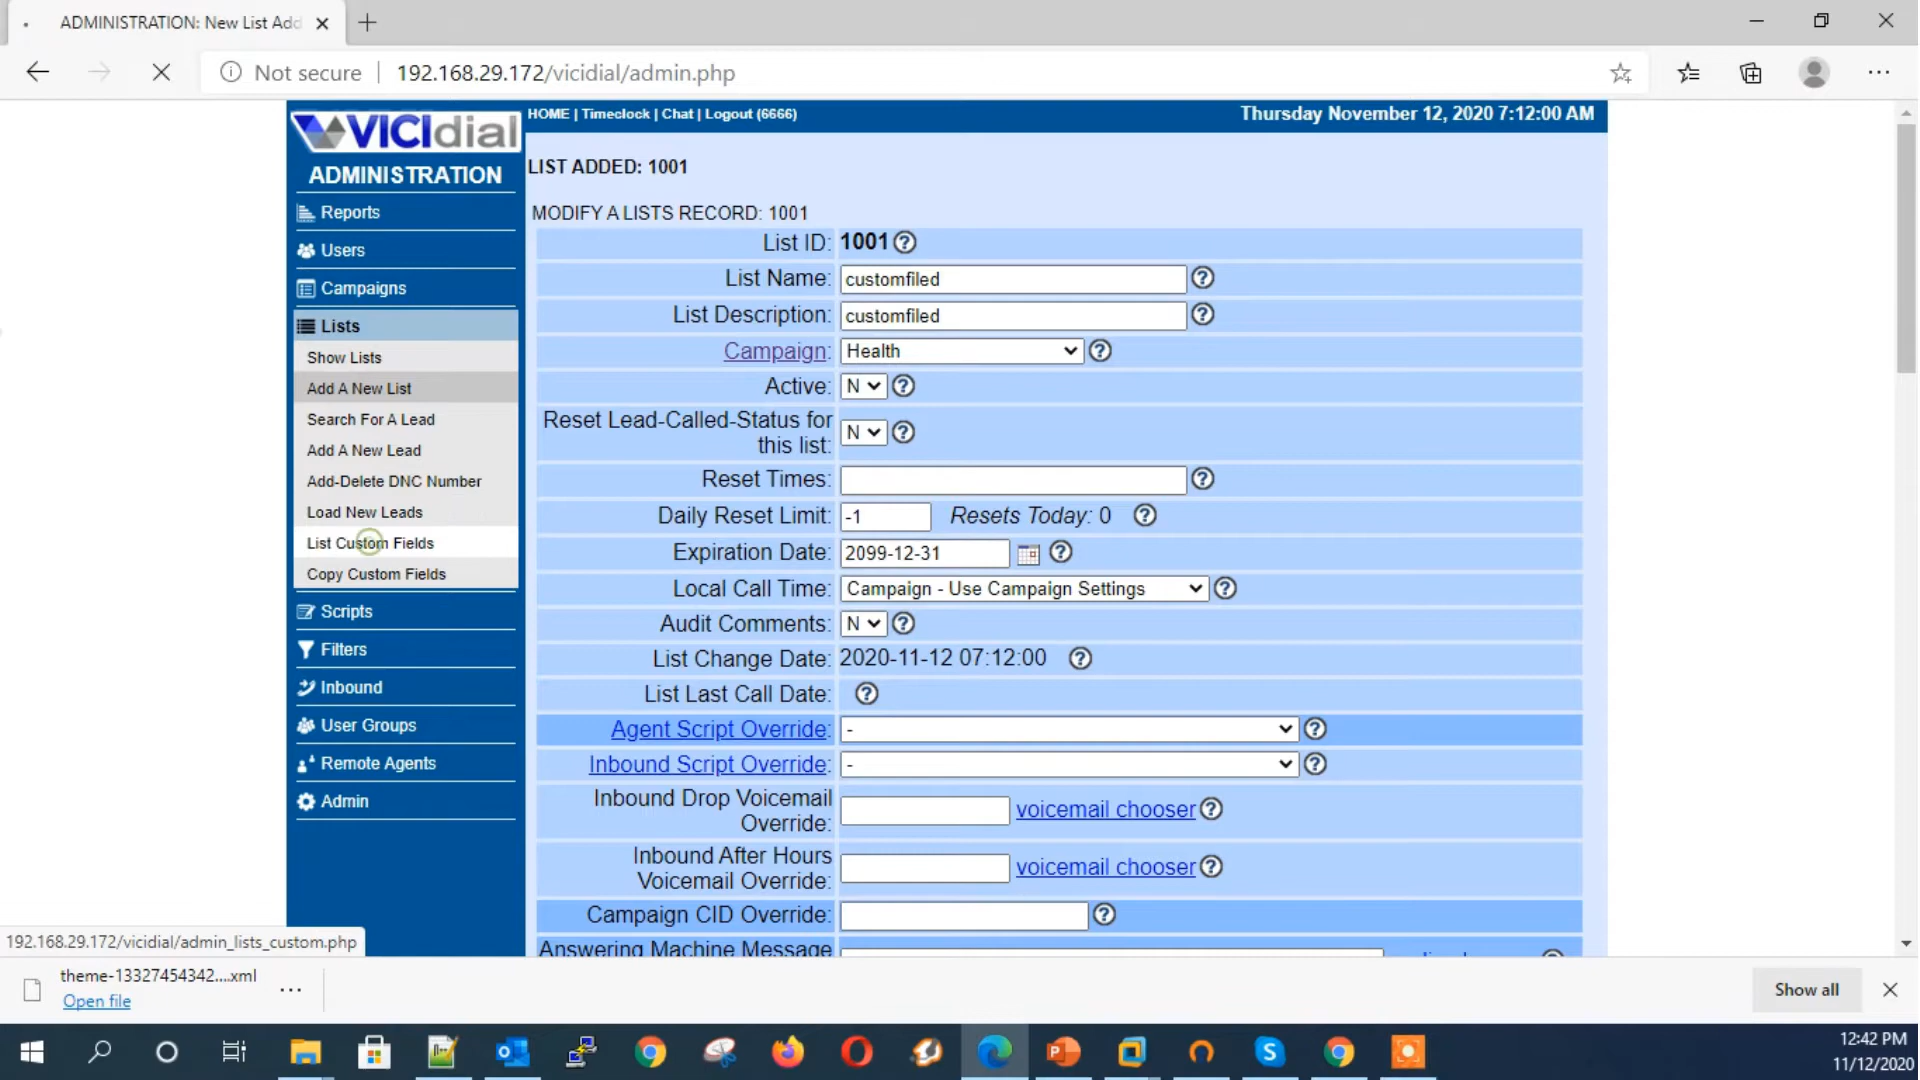 ADMINISTRATION: New List Add
Not secure
192.168.29.172/vicidial/admin.php
VICIdial
HOME | Timeclock | Chat | Logout (6666)
Thursday November 12, 2020 7:12:00 AM
ADMINISTRATION
Reports
Users
Campaigns
Lists
Show Lists
Add A New List
Search For A Lead
Add A New Lead
Add-Delete DNC Number
Load New Leads
List Custom Fields
Copy Custom Fields
Scripts
Filters
Inbound
User Groups
Remote Agents
Admin
LIST ADDED: 1001
MODIFY A LISTS RECORD: 1001
List ID: 1001
List Name: customfiled
List Description: customfiled
Campaign: Health
Active: N
Reset Lead-Called-Status for
this list: N
Reset Times:
Daily Reset Limit: -1 Resets Today: 0
Expiration Date: 2099-12-31
Local Call Time: Campaign - Use Campaign Settings
Audit Comments: N
List Change Date: 2020-11-12 07:12:00
List Last Call Date:
Agent Script Override: -
Inbound Script Override: -
Inbound Drop Voicemail
Override: voicemail chooser
Inbound After Hours
Voicemail Override: voicemail chooser
Campaign CID Override:
Answering Machine Message
192.168.29.172/vicidial/admin_lists_custom.php
theme-13327454342....xml
Open file
Show all
12:42 PM
11/12/2020